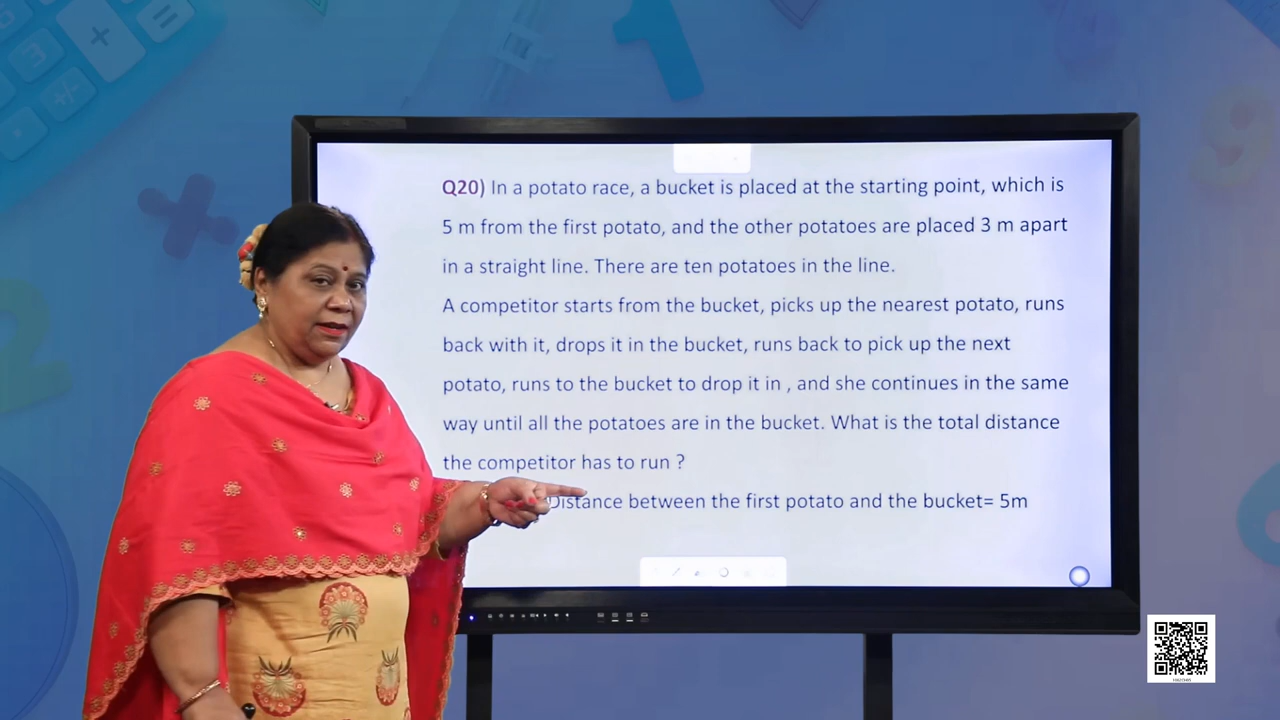 Q20) In a potato race, a bucket is placed at the starting point, which is
5 m from the first potato, and the other potatoes are placed 3 m apart
in a straight line. There are ten potatoes in the line.
A competitor starts from the bucket, picks up the nearest potato, runs
back with it, drops it in the bucket, runs back to pick up the next
potato, runs to the bucket to drop it in , and she continues in the same
way until all the potatoes are in the bucket. What is the total distance
the competitor has to run ?
Distance between the first potato and the bucket= 5m